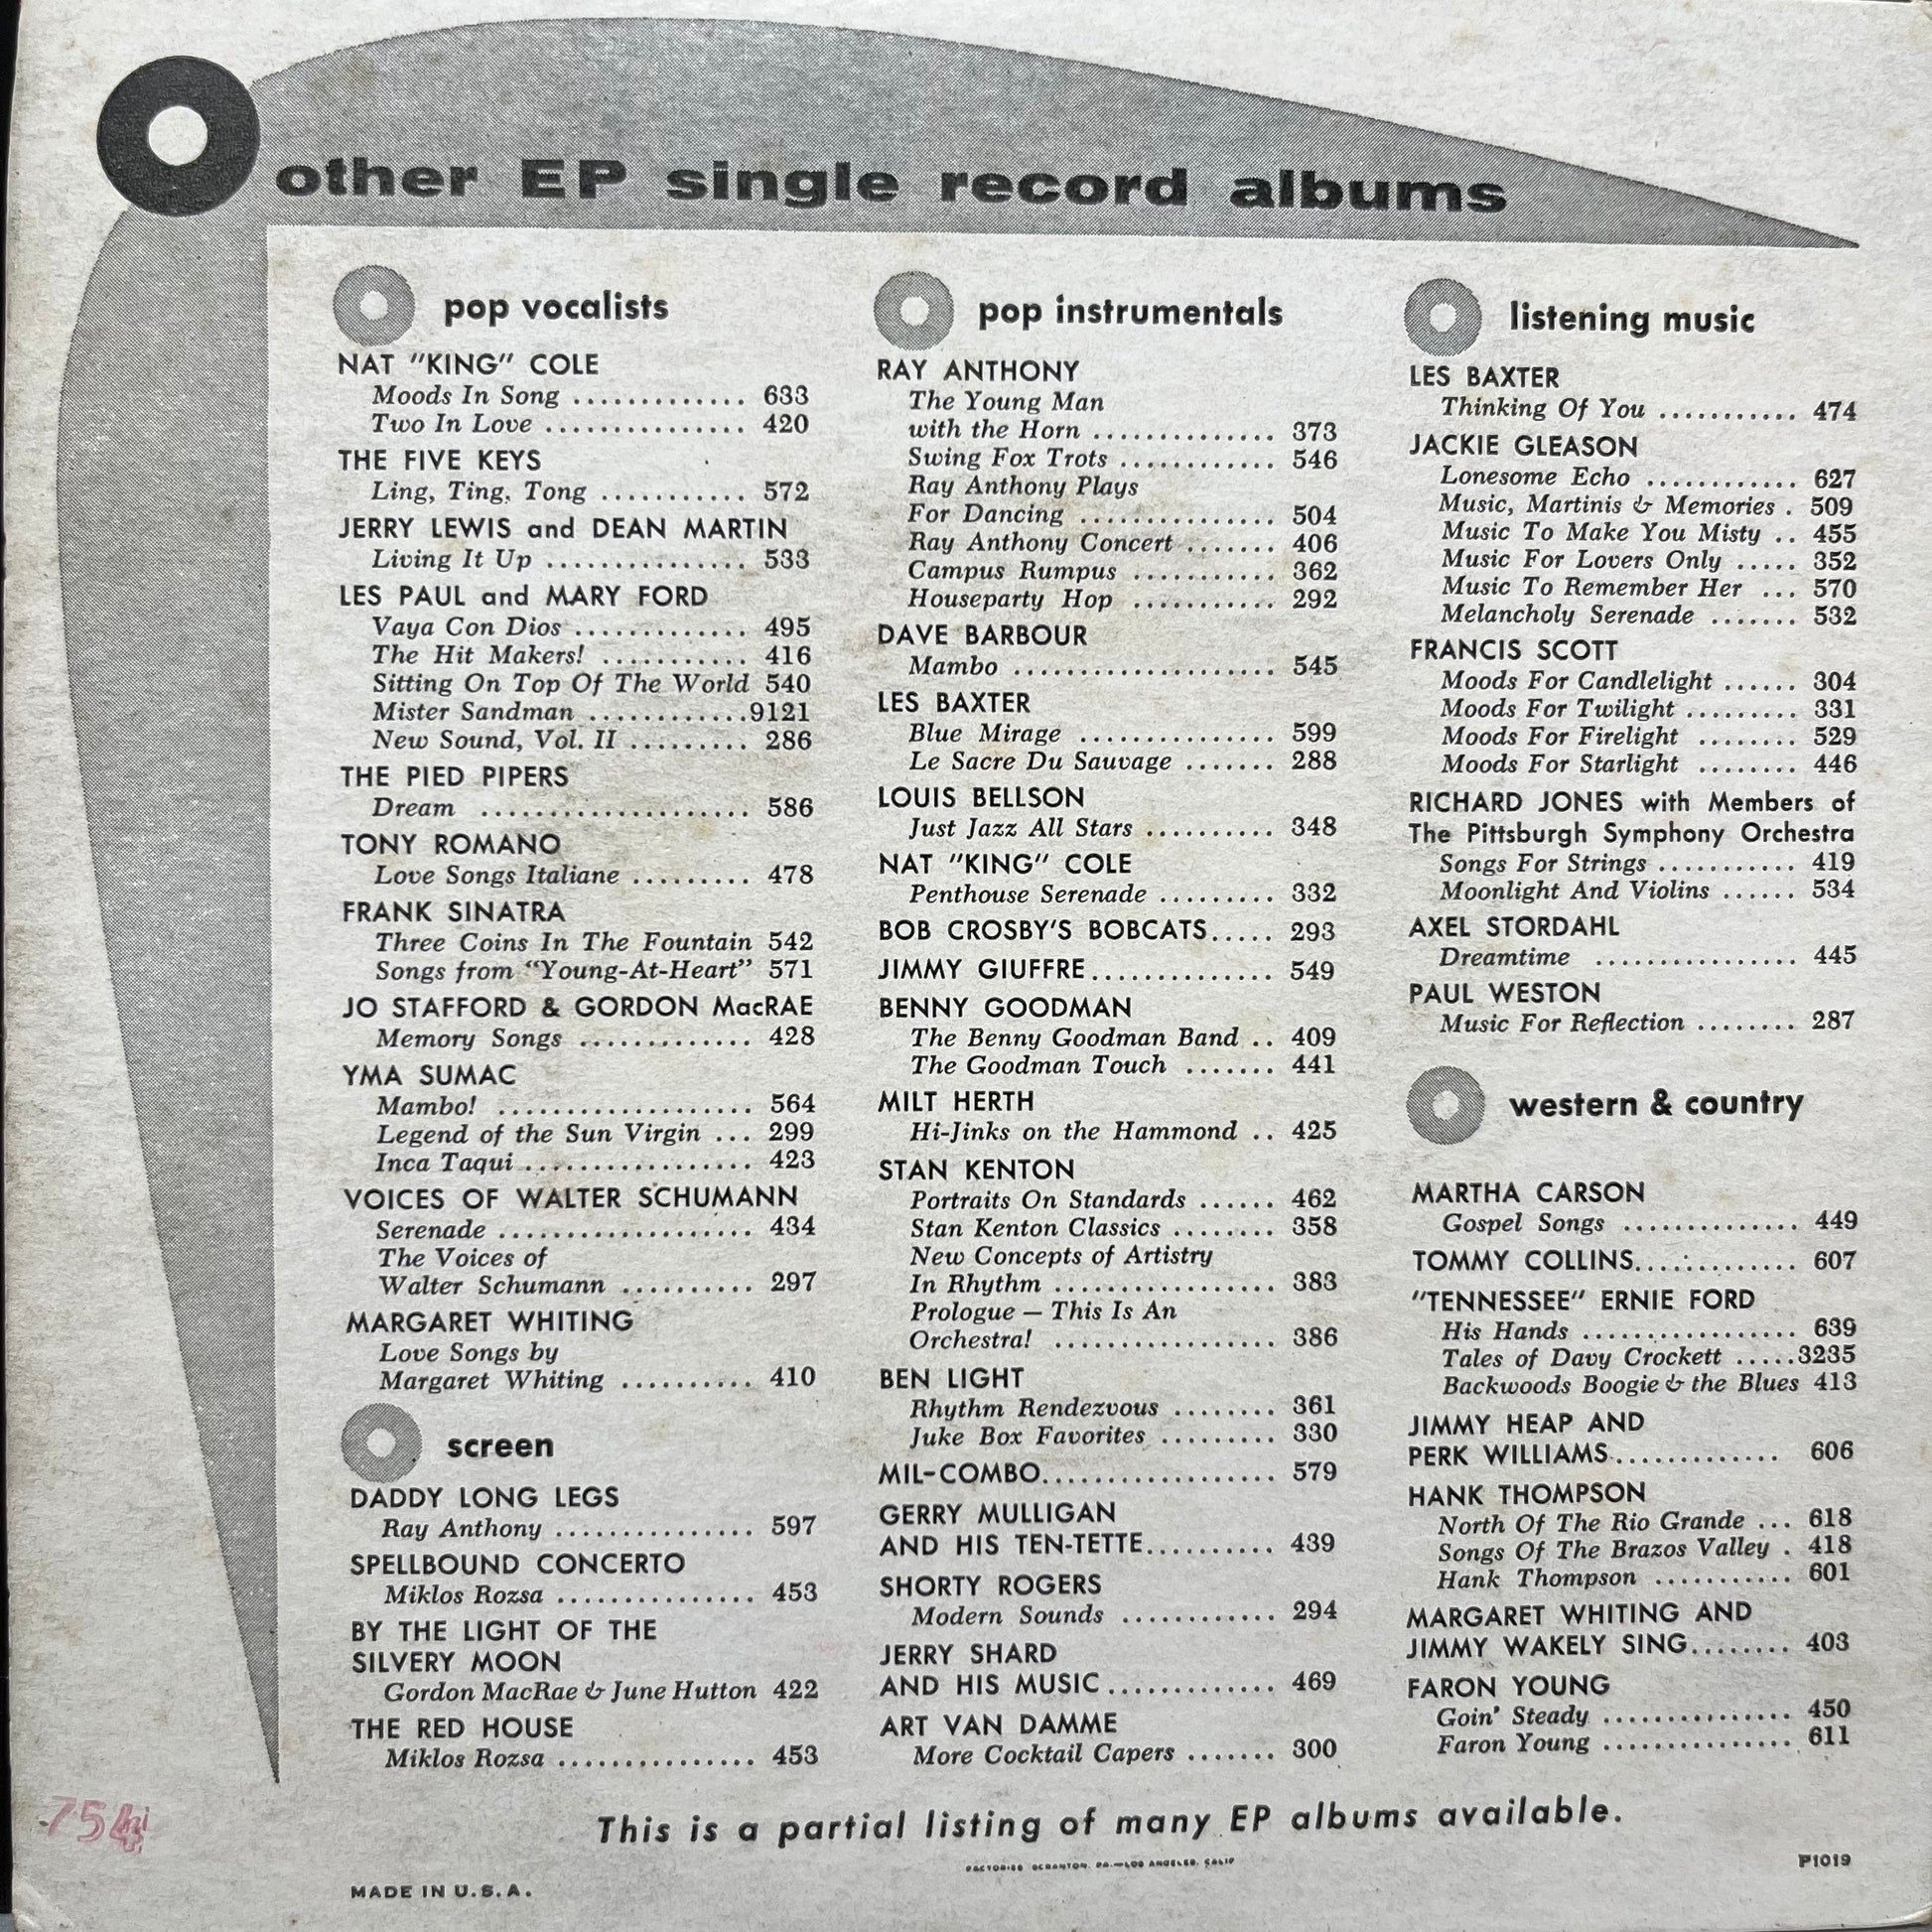 other EP single record albums
pop vocalists
NAT "KING" COLE
Moods In Song ............. 633
Two In Love ............... 420
THE FIVE KEYS
Ling, Ting, Tong ........... 572
JERRY LEWIS and DEAN MARTIN
Living It Up ............... 533
LES PAUL and MARY FORD
Vaya Con Dios ............. 495
The Hit Makers! ........... 416
Sitting On Top Of The World 540
Mister Sandman ............9121
New Sound, Vol. II ......... 286
THE PIED PIPERS
Dream .................... 586
TONY ROMANO
Love Songs Italiane ......... 478
FRANK SINATRA
Three Coins In The Fountain 542
Songs from "Young-At-Heart" 571
JO STAFFORD & GORDON MacRAE
Memory Songs ............. 428
YMA SUMAC
Mambo! ................... 564
Legend of the Sun Virgin ... 299
Inca Taqui ................. 423
VOICES OF WALTER SCHUMANN
Serenade ................... 434
The Voices of
Walter Schumann .......... 297
MARGARET WHITING
Love Songs by
Margaret Whiting .......... 410
screen
DADDY LONG LEGS
Ray Anthony ............... 597
SPELLBOUND CONCERTO
Miklos Rozsa ............... 453
BY THE LIGHT OF THE
SILVERY MOON
Gordon MacRae & June Hutton 422
THE RED HOUSE
Miklos Rozsa ............... 453
pop instrumentals
RAY ANTHONY
The Young Man
with the Horn .............. 373
Swing Fox Trots ............ 546
Ray Anthony Plays
For Dancing ............... 504
Ray Anthony Concert ....... 406
Campus Rumpus ........... 362
Houseparty Hop ........... 292
DAVE BARBOUR
Mambo .................... 545
LES BAXTER
Blue Mirage ............... 599
Le Sacre Du Sauvage ....... 288
LOUIS BELLSON
Just Jazz All Stars .......... 348
NAT "KING" COLE
Penthouse Serenade ......... 332
BOB CROSBY'S BOBCATS..... 293
JIMMY GIUFFRE.............. 549
BENNY GOODMAN
The Benny Goodman Band .. 409
The Goodman Touch ....... 441
MILT HERTH
Hi-Jinks on the Hammond .. 425
STAN KENTON
Portraits On Standards ...... 462
Stan Kenton Classics ........ 358
New Concepts of Artistry
In Rhythm ................. 383
Prologue — This Is An
Orchestra! ................. 386
BEN LIGHT
Rhythm Rendezvous ........ 361
Juke Box Favorites ......... 330
MIL-COMBO.................. 579
GERRY MULLIGAN
AND HIS TEN-TETTE.......... 439
SHORTY ROGERS
Modern Sounds ............ 294
JERRY SHARD
AND HIS MUSIC............. 469
ART VAN DAMME
More Cocktail Capers ....... 300
listening music
LES BAXTER
Thinking Of You ........... 474
JACKIE GLEASON
Lonesome Echo ............ 627
Music, Martinis & Memories . 509
Music To Make You Misty .. 455
Music For Lovers Only ..... 352
Music To Remember Her ... 570
Melancholy Serenade ....... 532
FRANCIS SCOTT
Moods For Candlelight ...... 304
Moods For Twilight ......... 331
Moods For Firelight ........ 529
Moods For Starlight ........ 446
RICHARD JONES with Members of
The Pittsburgh Symphony Orchestra
Songs For Strings ........... 419
Moonlight And Violins ...... 534
AXEL STORDAHL
Dreamtime ................ 445
PAUL WESTON
Music For Reflection ........ 287
western & country
MARTHA CARSON
Gospel Songs .............. 449
TOMMY COLLINS............. 607
"TENNESSEE" ERNIE FORD
His Hands ................. 639
Tales of Davy Crockett .....3235
Backwoods Boogie & the Blues 413
JIMMY HEAP AND
PERK WILLIAMS............. 606
HANK THOMPSON
North Of The Rio Grande ... 618
Songs Of The Brazos Valley . 418
Hank Thompson ........... 601
MARGARET WHITING AND
JIMMY WAKELY SING........ 403
FARON YOUNG
Goin' Steady ............... 450
Faron Young ............... 611
This is a partial listing of many EP albums available.
FACTORIES: SCRANTON, PA.—LOS ANGELES, CALIF.
P1019
MADE IN U.S.A.